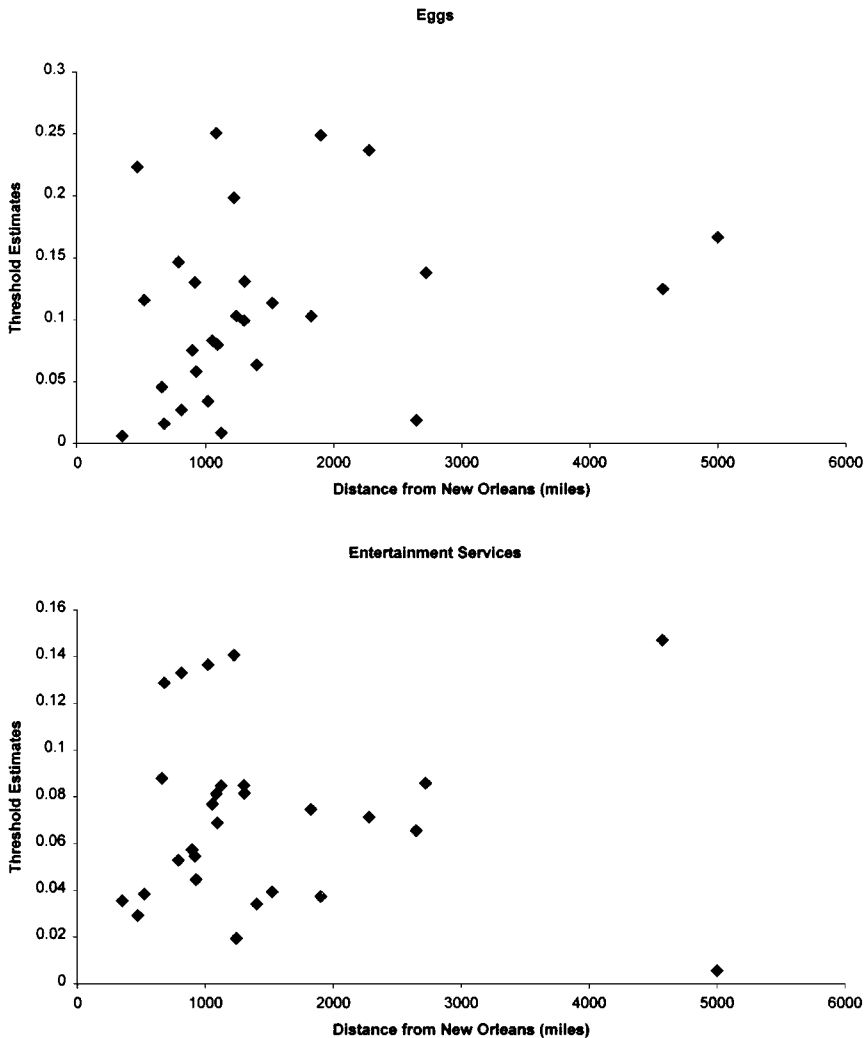 Eggs
0.3
0.25
0.2
0.15
0.1
0.05
0
Threshold Estimates
0 1000 2000 3000 4000 5000 6000
Distance from New Orleans (miles)
Entertainment Services
0.16
0.14
0.12
0.1
0.08
0.06
0.04
0.02
0
Threshold Estimates
0 1000 2000 3000 4000 5000 6000
Distance from New Orleans (miles)